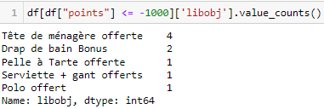 df[df["points"] <= -1000]['libobj'].value_counts()
Tête de ménagère offerte 4
Drap de bain Bonus 2
Pelle à Tarte offerte 1
Serviette + gant offerts 1
Polo offert 1
Name: libobj, dtype: int64